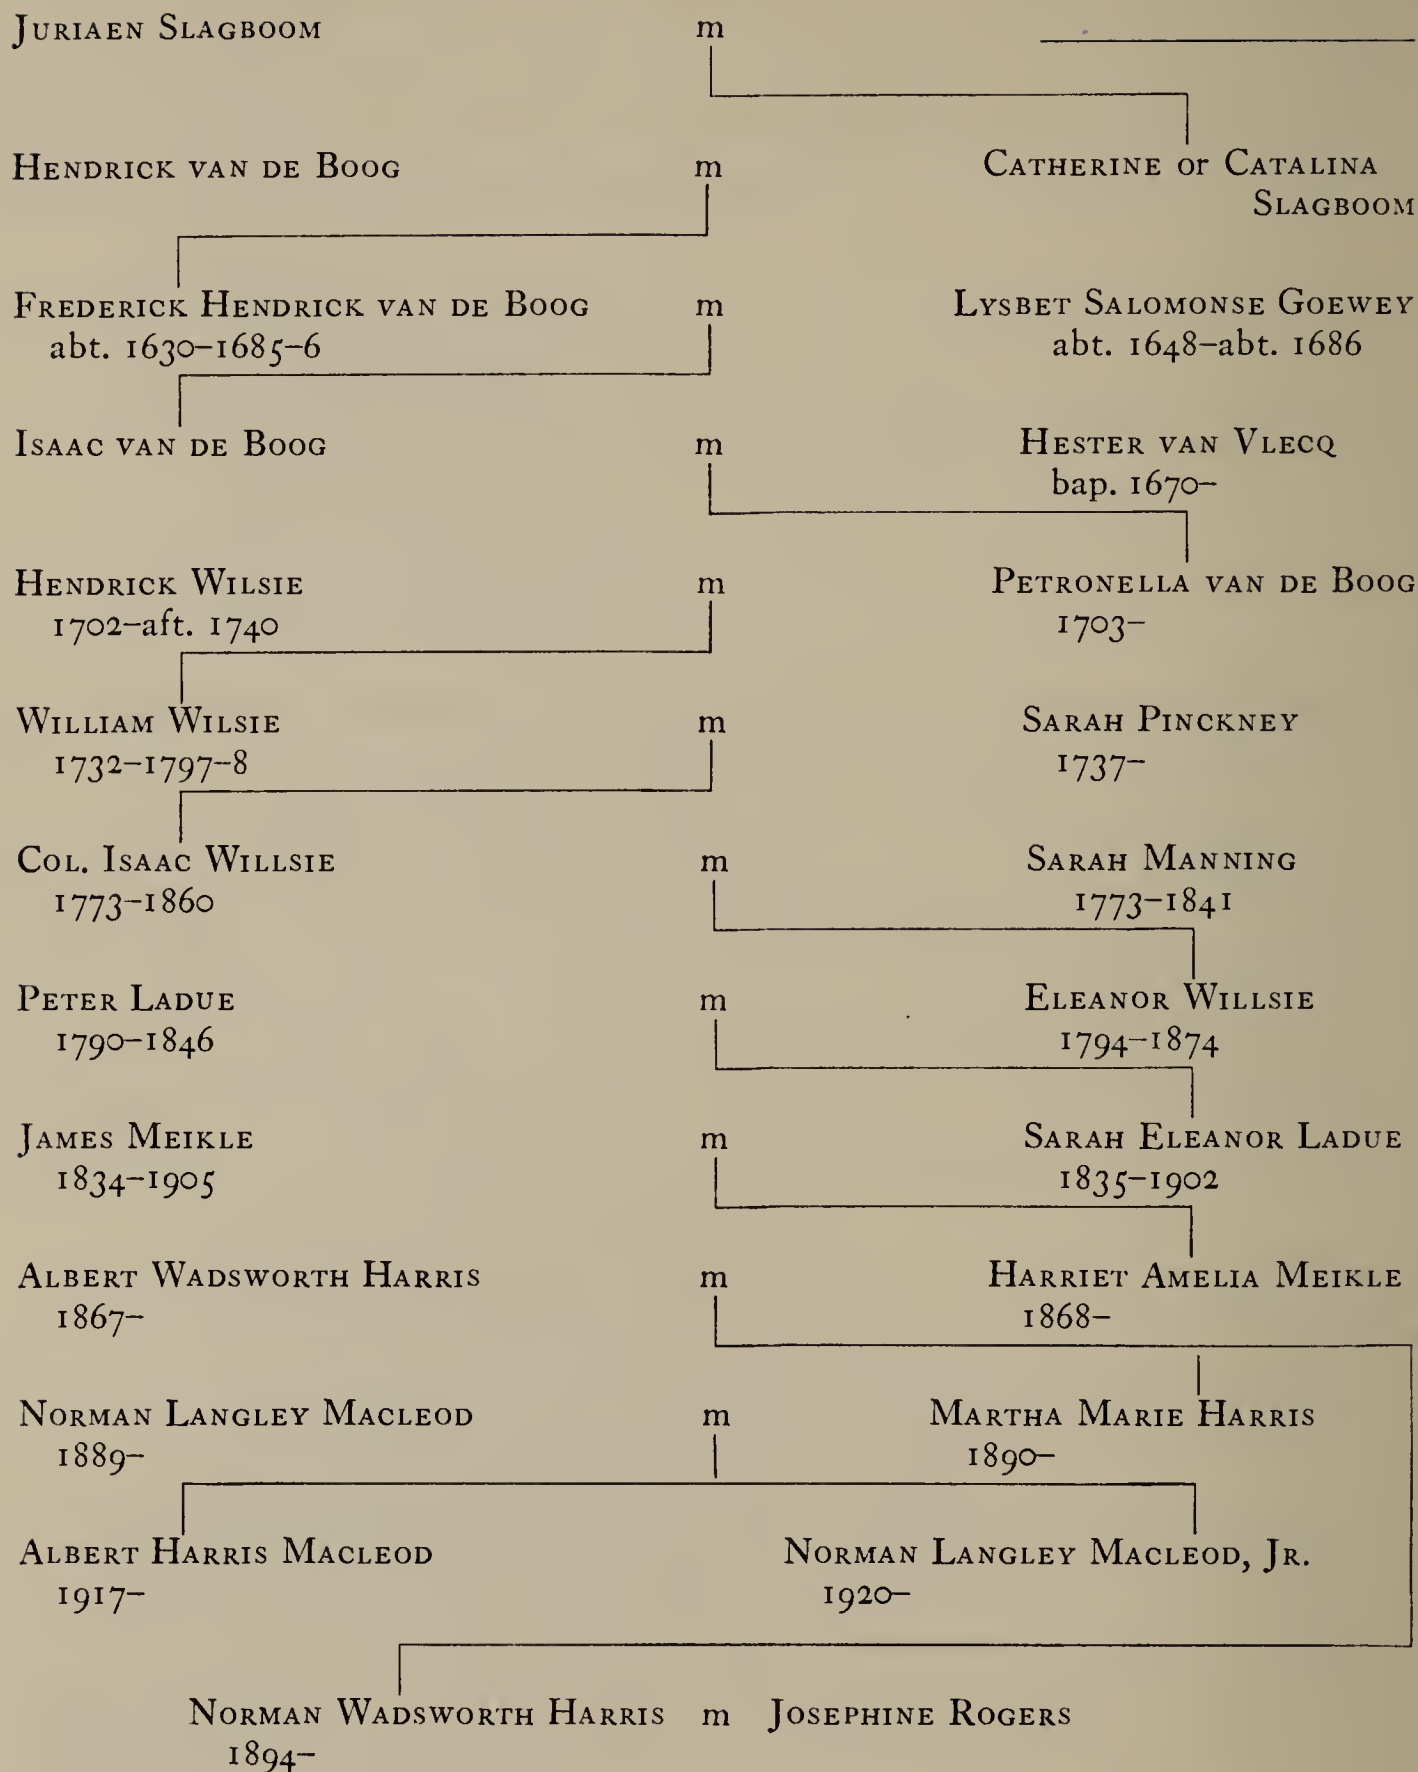 JURIAEN SLAGBOOM m
CATHERINE or CATALINA
HENDRICK VAN DE BOOG m
SLAGBOOM
FREDERICK HENDRICK VAN DE BOOG m LYSBET SALOMONSE GOEWEY
abt. 1630–1685–6 abt. 1648–abt. 1686
ISAAC VAN DE BOOG m HESTER VAN VLECQ
bap. 1670–
HENDRICK WILSIE m PETRONELLA VAN DE BOOG
1702–aft. 1740 1703–
WILLIAM WILSIE m SARAH PINCKNEY
1732–1797–8 1737–
COL. ISAAC WILLSIE m SARAH MANNING
1773–1860 1773–1841
PETER LADUE m ELEANOR WILLSIE
1790–1846 1794–1874
JAMES MEIKLE m SARAH ELEANOR LADUE
1834–1905 1835–1902
ALBERT WADSWORTH HARRIS m HARRIET AMELIA MEIKLE
1867– 1868–
NORMAN LANGLEY MACLEOD m MARTHA MARIE HARRIS
1889– 1890–
ALBERT HARRIS MACLEOD NORMAN LANGLEY MACLEOD, JR.
1917– 1920–
NORMAN WADSWORTH HARRIS m JOSEPHINE ROGERS
1894–